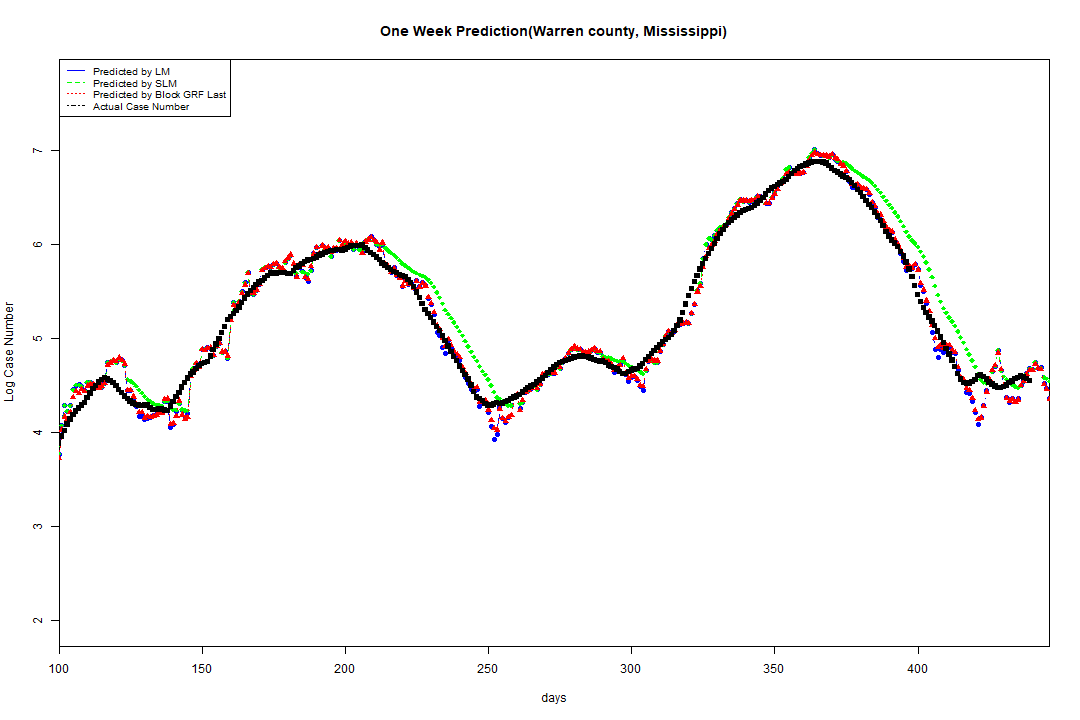 One Week Prediction(Warren county, Mississippi)
Predicted by LM
Predicted by SLM
Predicted by Block GRF Last
Actual Case Number
Log Case Number
7
6
5
4
3
2
100 150 200 250 300 350 400
days